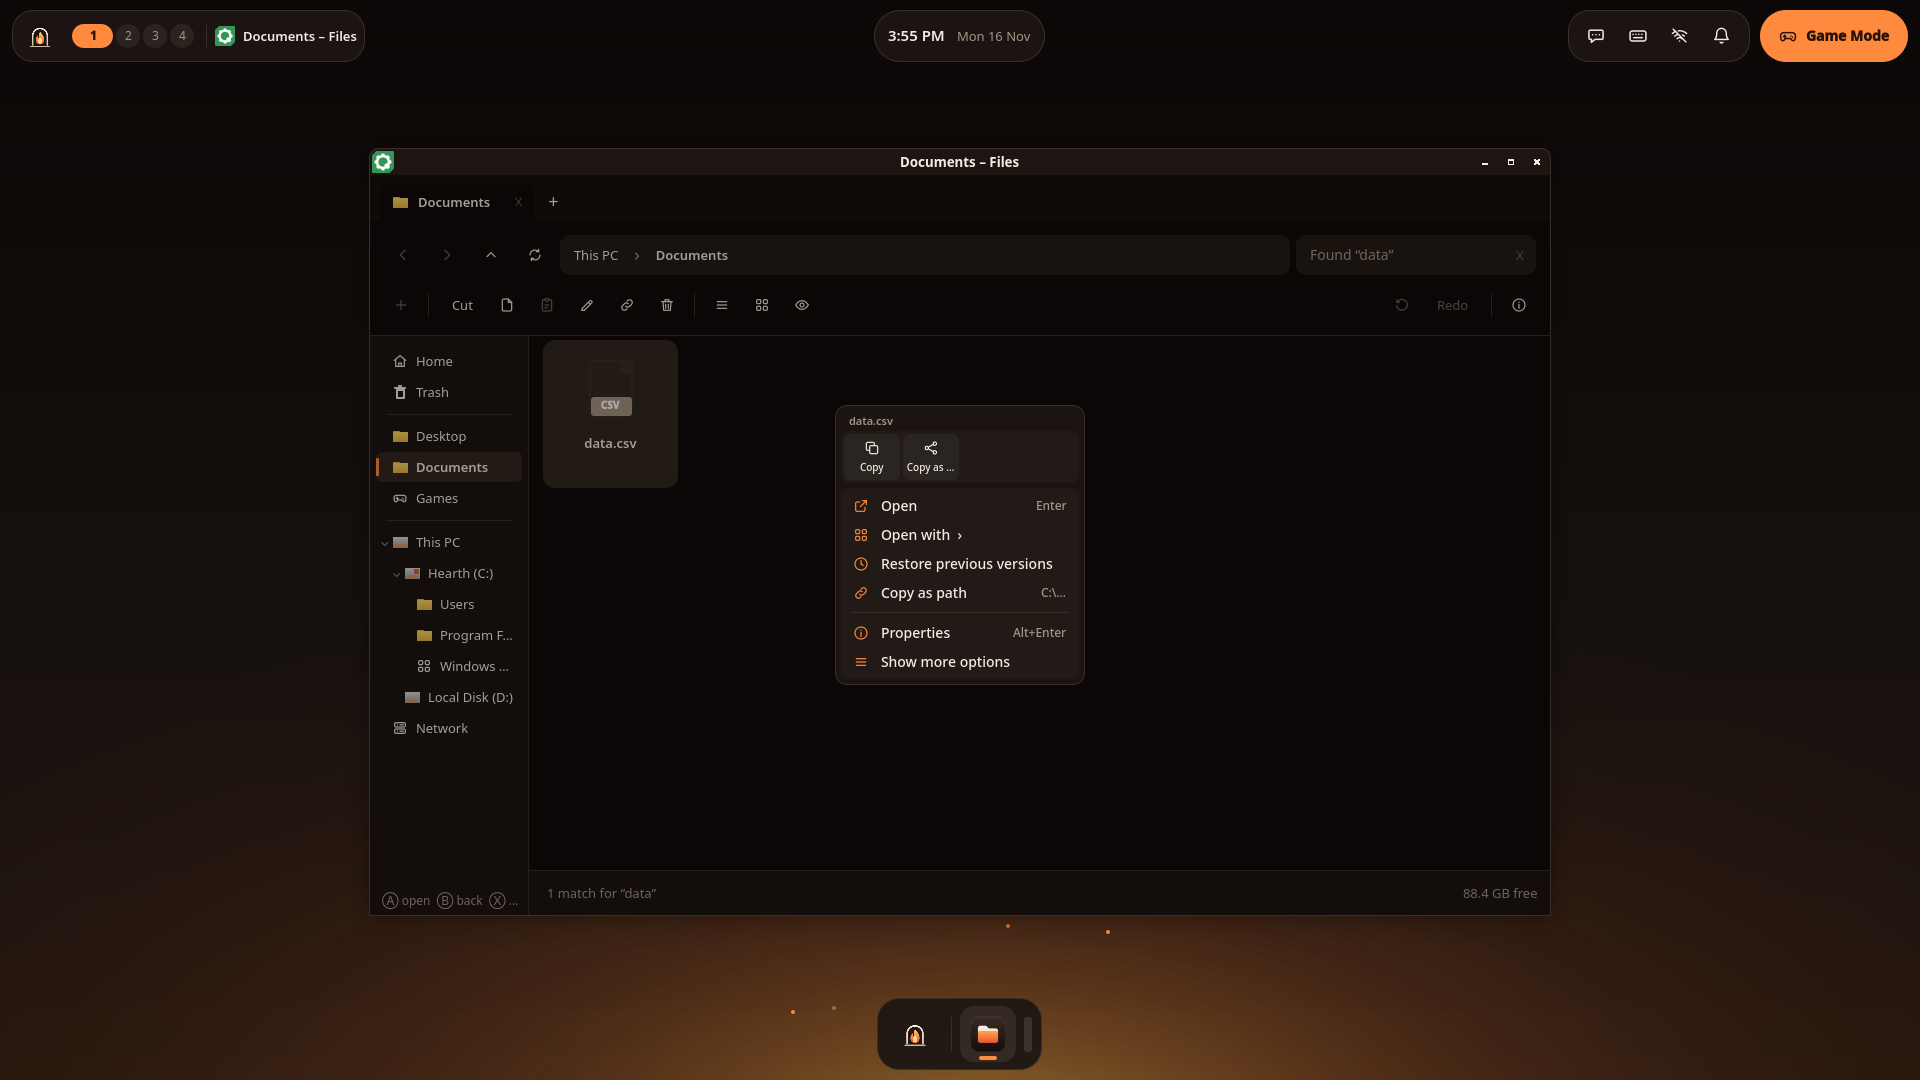 1 2 3 4 Documents – Files
3:55 PM Mon 16 Nov
Game Mode
Documents – Files
Documents X +
This PC › Documents
Found “data” X
Cut
Redo
Home
Trash
Desktop
Documents
Games
This PC
Hearth (C:)
Users
Program F...
Windows ...
Local Disk (D:)
Network
A open B back X ...
CSV
data.csv
data.csv
Copy
Copy as ...
Open Enter
Open with ›
Restore previous versions
Copy as path C:\...
Properties Alt+Enter
Show more options
1 match for “data”
88.4 GB free